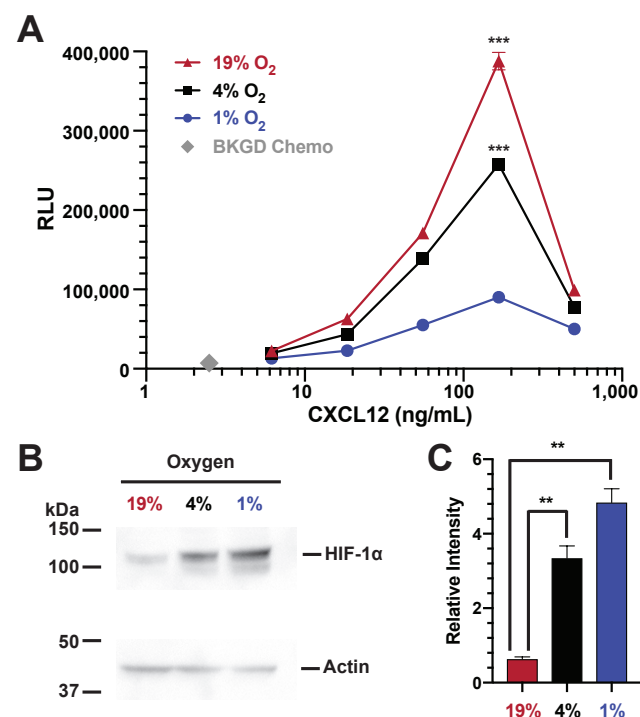 A
400,000
300,000
200,000
100,000
0
RLU
19% O2
4% O2
1% O2
BKGD Chemo
***
***
1
10
100
1,000
CXCL12 (ng/mL)
B
Oxygen
kDa
19%
4%
1%
150
100
HIF-1α
50
37
Actin
C
Relative Intensity
6
4
2
0
**
**
19%
4%
1%